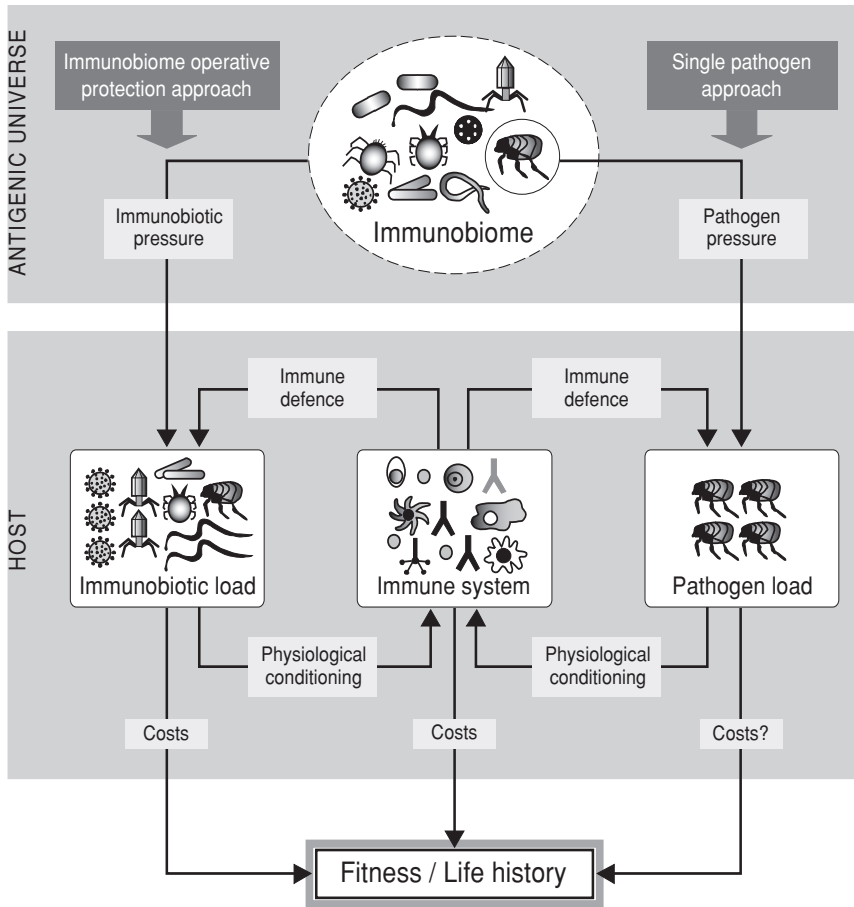 ANTIGENIC UNIVERSE
Immunobiome operative
protection approach
Single pathogen
approach
Immunobiome
Immunobiotic
pressure
Pathogen
pressure
HOST
Immune
defence
Immune
defence
Immunobiotic load
Immune system
Pathogen load
Physiological
conditioning
Physiological
conditioning
Costs
Costs
Costs?
Fitness / Life history